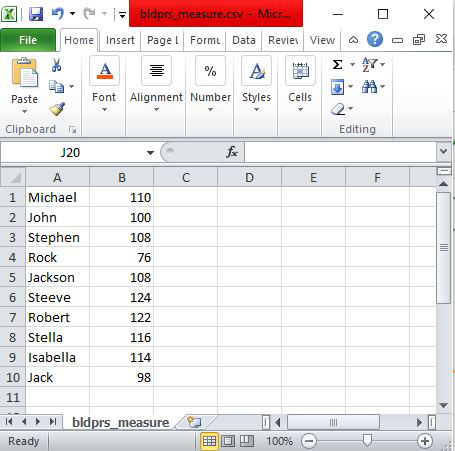 bldprs_measure.csv - Micr...
File Home Insert Page L Formu Data Reviev View
Paste Font Alignment Number Styles Cells
Clipboard Editing
J20 fx
A B C D E F
1 Michael 110
2 John 100
3 Stephen 108
4 Rock 76
5 Jackson 108
6 Steeve 124
7 Robert 122
8 Stella 116
9 Isabella 114
10 Jack 98
11
bldprs_measure
Ready 100%